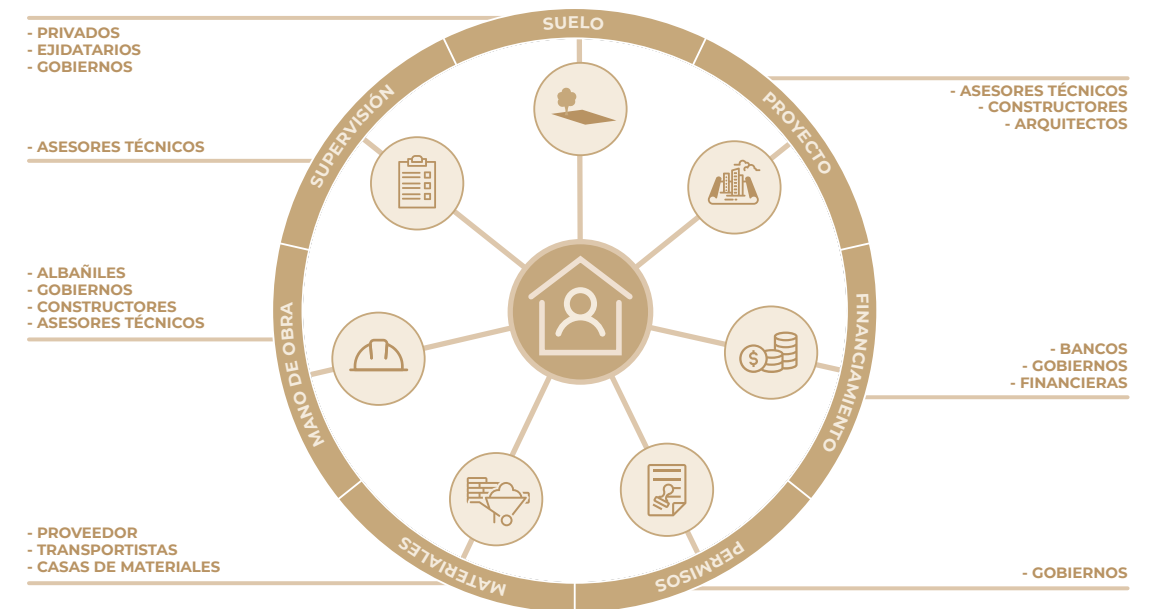 SUELO
- PRIVADOS
- EJIDATARIOS
- GOBIERNOS
PROYECTO
- ASESORES TÉCNICOS
- CONSTRUCTORES
- ARQUITECTOS
FINANCIAMIENTO
- BANCOS
- GOBIERNOS
- FINANCIERAS
$
PERMISOS
- GOBIERNOS
MATERIALES
- PROVEEDOR
- TRANSPORTISTAS
- CASAS DE MATERIALES
MANO DE OBRA
- ALBAÑILES
- GOBIERNOS
- CONSTRUCTORES
- ASESORES TÉCNICOS
SUPERVISIÓN
- ASESORES TÉCNICOS